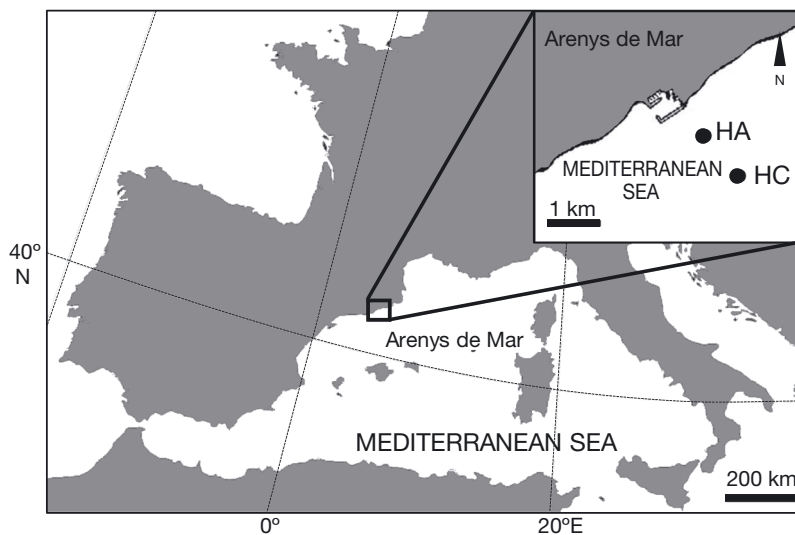 Arenys de Mar
N
HA
MEDITERRANEAN
SEA
HC
1 km
40º
N
Arenys de Mar
MEDITERRANEAN SEA
200 km
0º
20ºE